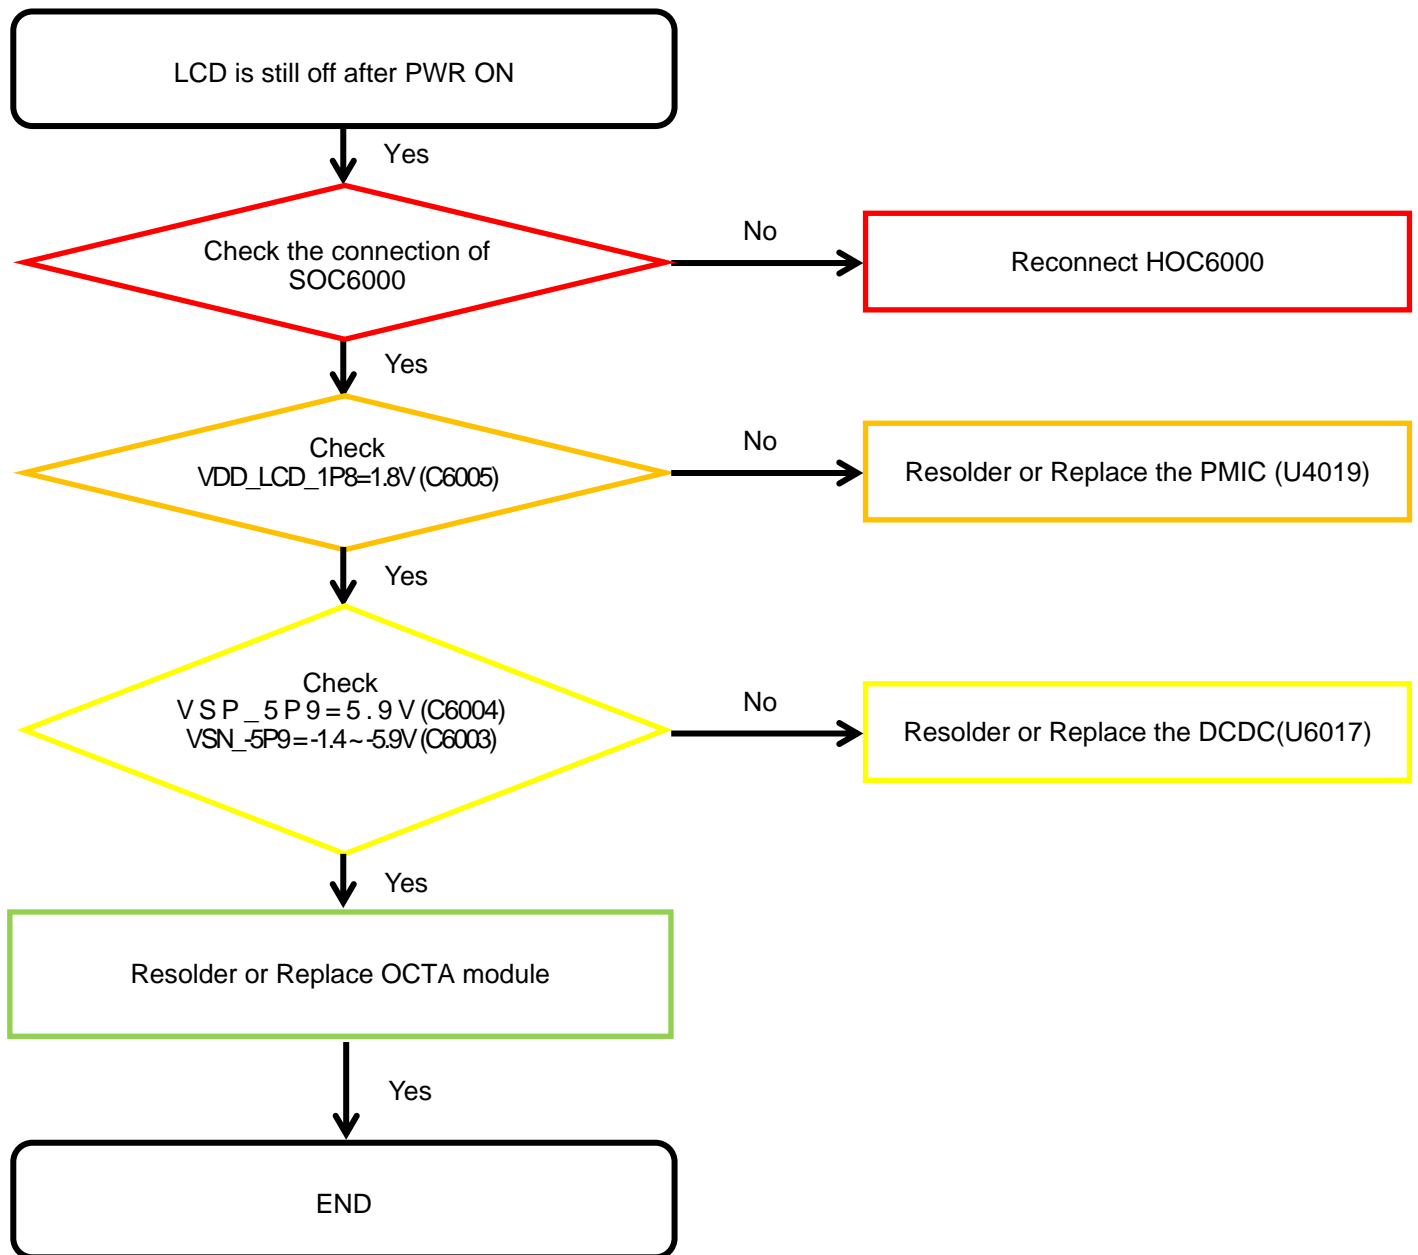 LCD is still off after PWR ON
Yes
Check the connection of
SOC6000
No
Reconnect HOC6000
Yes
Check
VDD_LCD_1P8=1.8V (C6005)
No
Resolder or Replace the PMIC (U4019)
Yes
Check
VSP_5P9=5.9V (C6004)
VSN_-5P9=-1.4~-5.9V (C6003)
No
Resolder or Replace the DCDC(U6017)
Yes
Resolder or Replace OCTA module
Yes
END